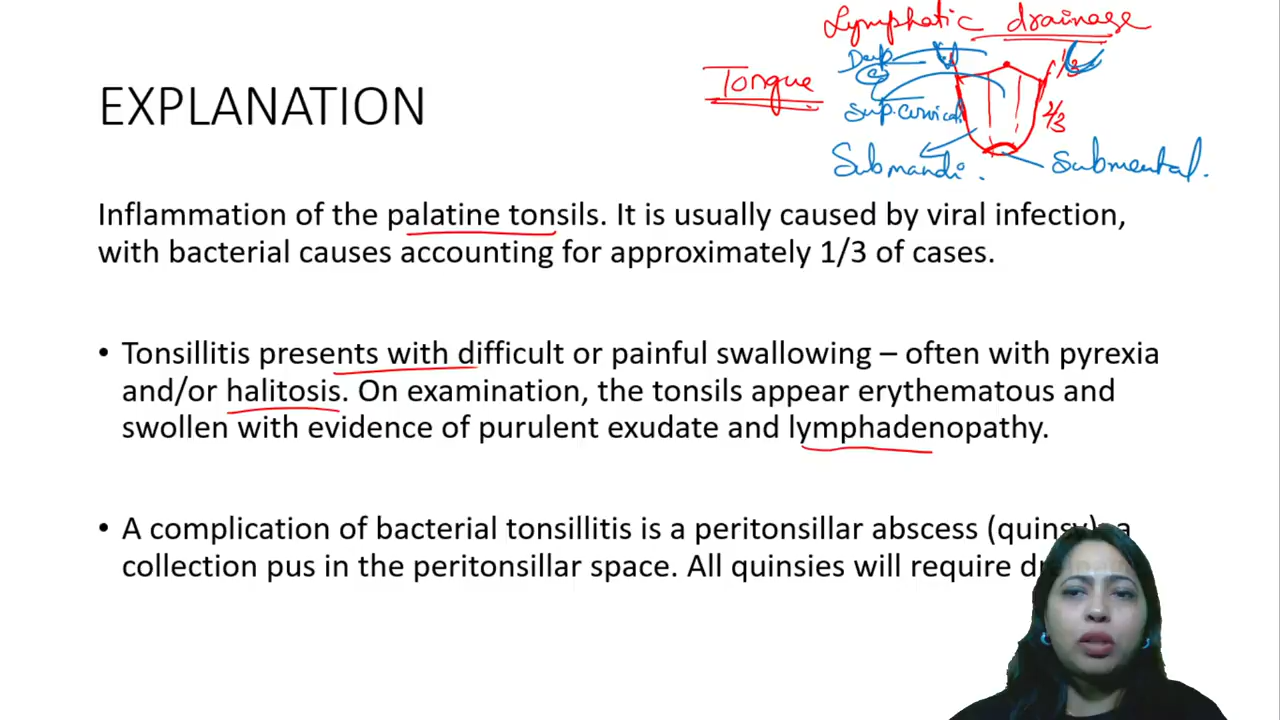 Lymphatic drainage
Deep
1/3
Tongue
Sup. Cervical
2/3
Submandi.
Submental.
EXPLANATION
Inflammation of the palatine tonsils. It is usually caused by viral infection,
with bacterial causes accounting for approximately 1/3 of cases.
• Tonsillitis presents with difficult or painful swallowing – often with pyrexia
and/or halitosis. On examination, the tonsils appear erythematous and
swollen with evidence of purulent exudate and lymphadenopathy.
• A complication of bacterial tonsillitis is a peritonsillar abscess (quinsy), a
collection pus in the peritonsillar space. All quinsies will require